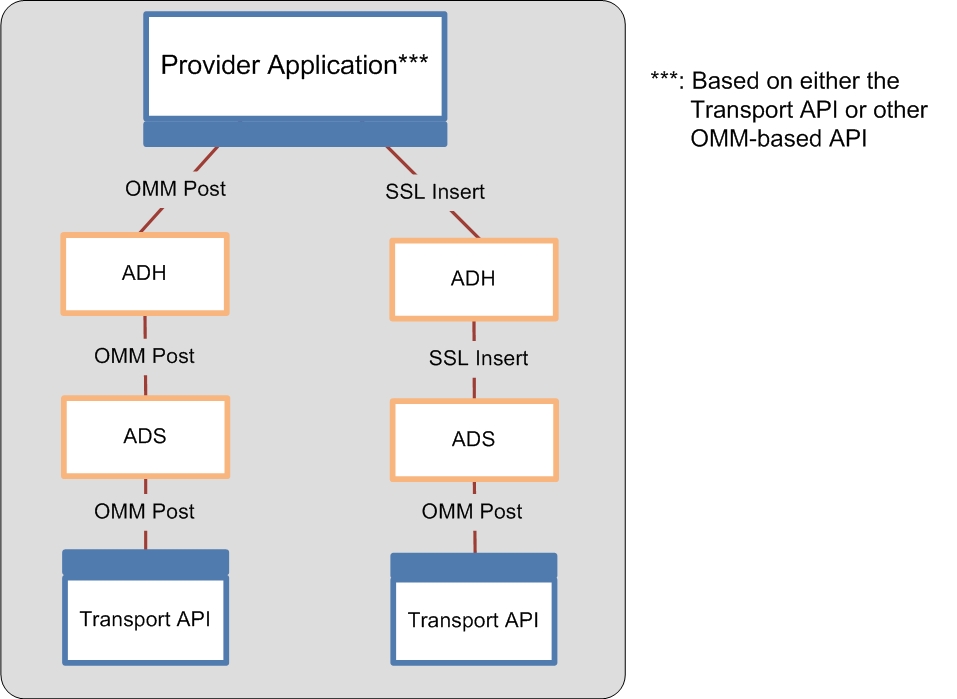 Provider Application***
***: Based on either the
Transport API or other
OMM-based API
OMM Post
SSL Insert
ADH
ADH
OMM Post
SSL Insert
ADS
ADS
OMM Post
OMM Post
Transport API
Transport API